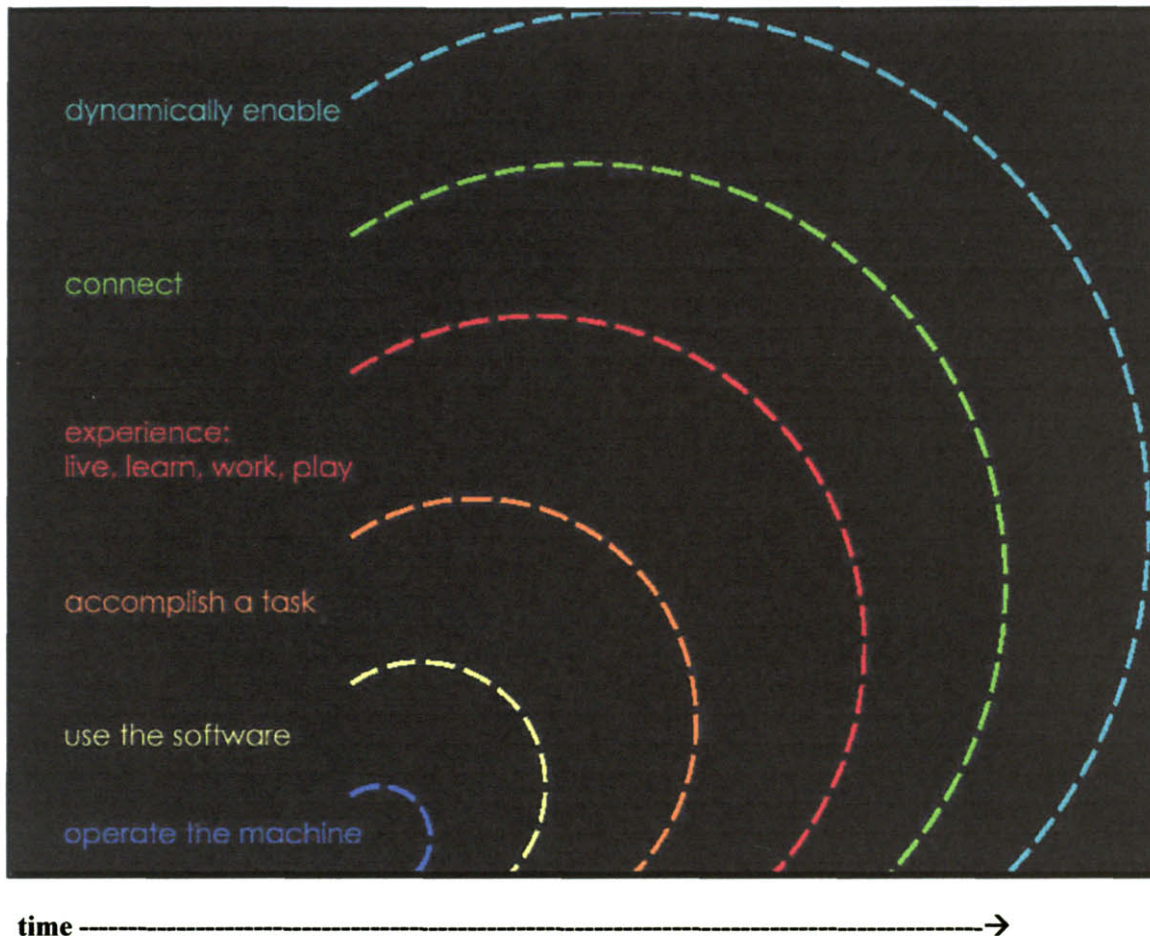 dynamically enable
connect
experience:
live, learn, work, play
accomplish a task
use the software
operate the machine
time